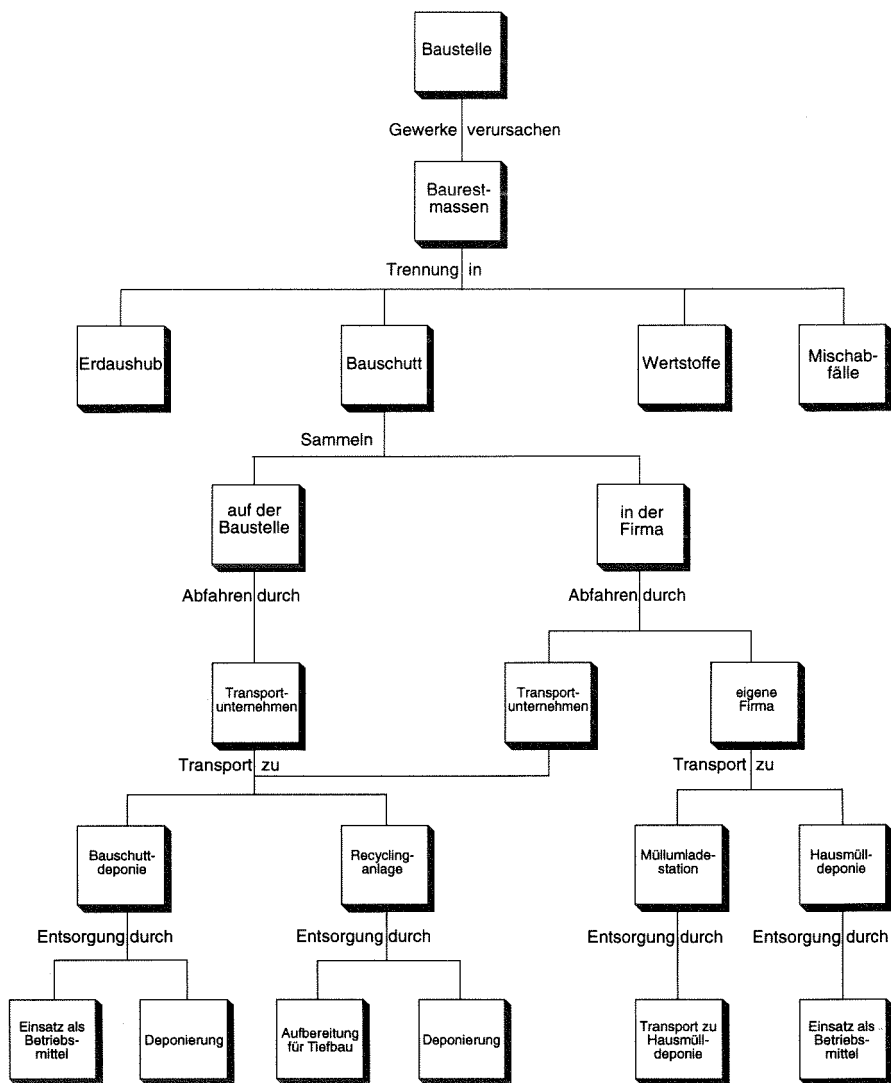 Baustelle
Gewerke verursachen
Baurest-
massen
Trennung in
Erdaushub
Bauschutt
Wertstoffe
Mischab-
fälle
Sammeln
auf der
Baustelle
in der
Firma
Abfahren durch
Abfahren durch
Transport-
unternehmen
Transport-
unternehmen
eigene
Firma
Transport zu
Transport zu
Bauschutt-
deponie
Recycling-
anlage
Müllumlade-
station
Hausmüll-
deponie
Entsorgung durch
Entsorgung durch
Entsorgung durch
Entsorgung durch
Einsatz als
Betriebs-
mittel
Deponierung
Aufbereitung
für Tiefbau
Deponierung
Transport zu
Hausmüll-
deponie
Einsatz als
Betriebs-
mittel